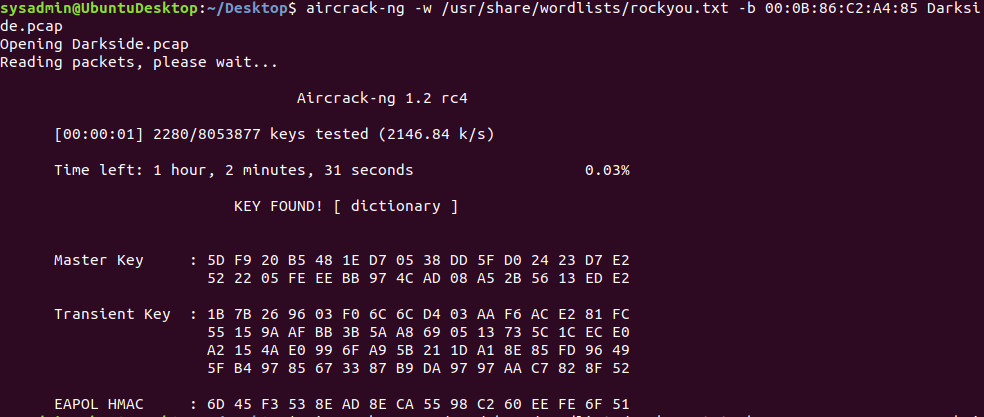 sysadmin@UbuntuDesktop:~/Desktop$ aircrack-ng -w /usr/share/wordlists/rockyou.txt -b 00:0B:86:C2:A4:85 Darksi
de.pcap
Opening Darkside.pcap
Reading packets, please wait...
Aircrack-ng 1.2 rc4
[00:00:01] 2280/8053877 keys tested (2146.84 k/s)
Time left: 1 hour, 2 minutes, 31 seconds 0.03%
KEY FOUND! [ dictionary ]
Master Key : 5D F9 20 B5 48 1E D7 05 38 DD 5F D0 24 23 D7 E2
52 22 05 FE EE BB 97 4C AD 08 A5 2B 56 13 ED E2
Transient Key : 1B 7B 26 96 03 F0 6C 6C D4 03 AA F6 AC E2 81 FC
55 15 9A AF BB 3B 5A A8 69 05 13 73 5C 1C EC E0
A2 15 4A E0 99 6F A9 5B 21 1D A1 8E 85 FD 96 49
5F B4 97 85 67 33 87 B9 DA 97 97 AA C7 82 8F 52
EAPOL HMAC : 6D 45 F3 53 8E AD 8E CA 55 98 C2 60 EE FE 6F 51